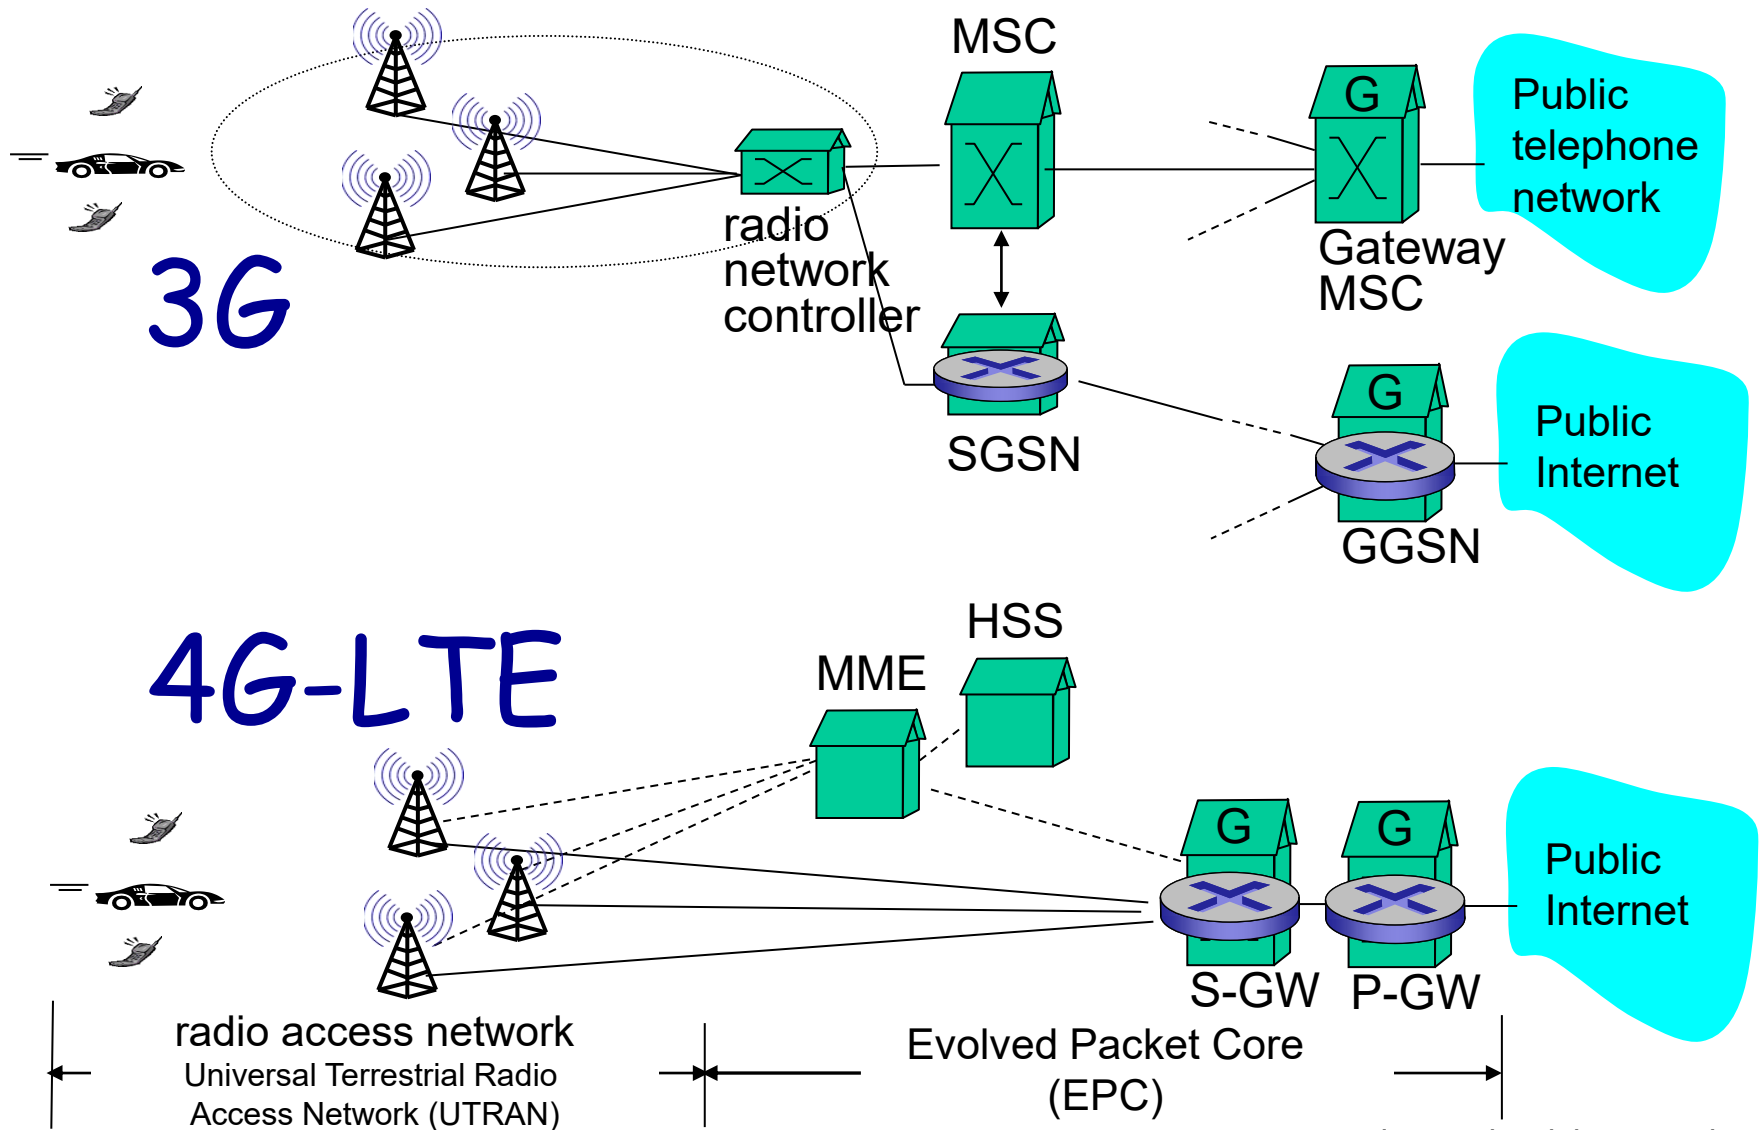 MSC
G
Public
telephone
network
radio
network
controller
Gateway
MSC
3G
G
Public
Internet
SGSN
GGSN
HSS
4G-LTE
MME
G
G
Public
Internet
S-GW
P-GW
radio access network
Universal Terrestrial Radio
Access Network (UTRAN)
Evolved Packet Core
(EPC)